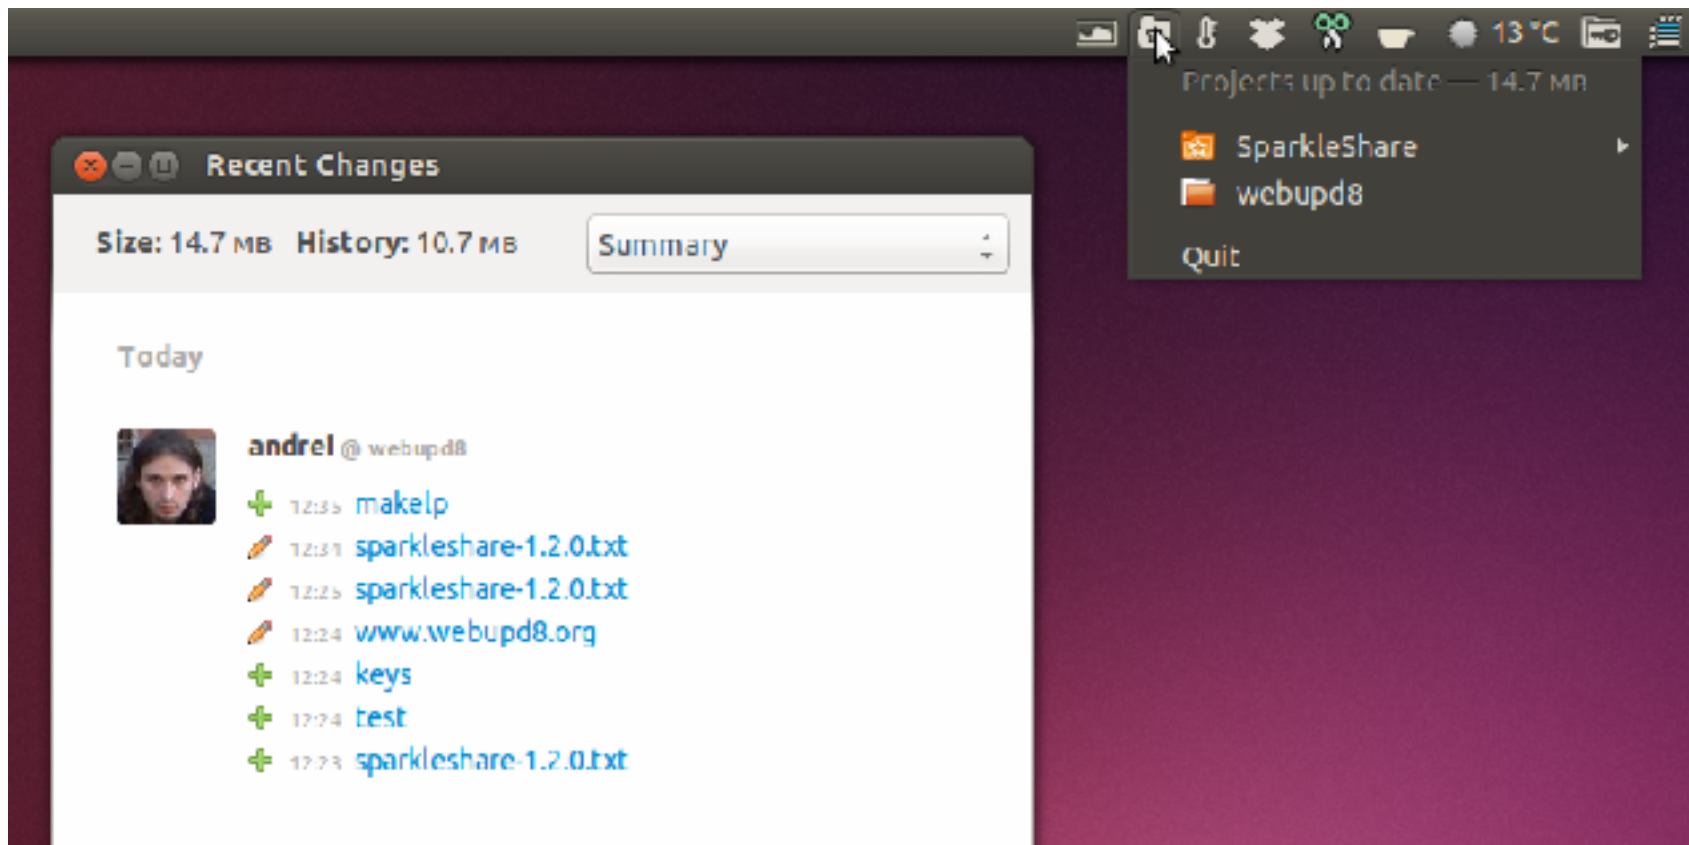 13 °C
Projects up to date — 14.7 MB
SparkleShare
webupd8
Quit
Recent Changes
Size: 14.7 MB History: 10.7 MB
Summary
Today
andrei @ webupd8
12:35 makelp
12:31 sparkleshare-1.2.0.txt
12:25 sparkleshare-1.2.0.txt
12:24 www.webupd8.org
12:24 keys
12:24 test
12:23 sparkleshare-1.2.0.txt